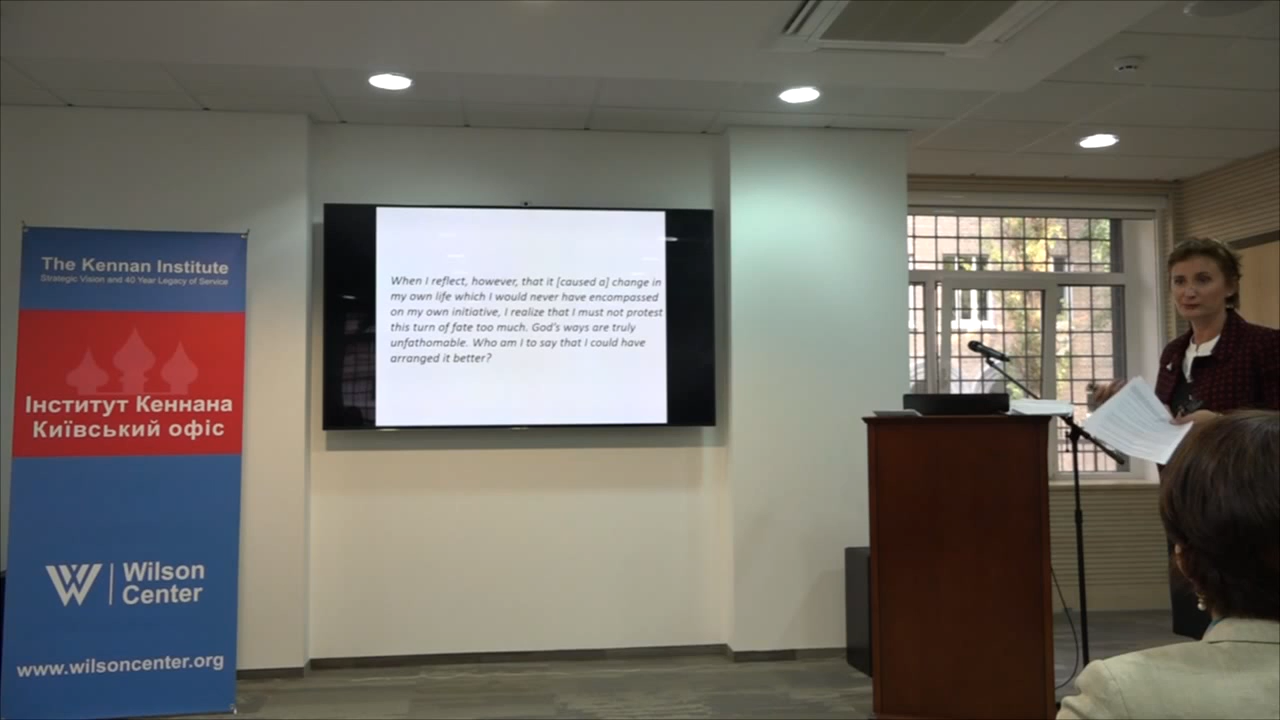 The Kennan Institute
Strategic Vision and 40 Year Legacy of Service
Інститут Кеннана
Київський офіс
W | Wilson
Center
www.wilsoncenter.org
When I reflect, however, that it [caused a] change in
my own life which I would never have encompassed
on my own initiative, I realize that I must not protest
this turn of fate too much. God's ways are truly
unfathomable. Who am I to say that I could have
arranged it better?